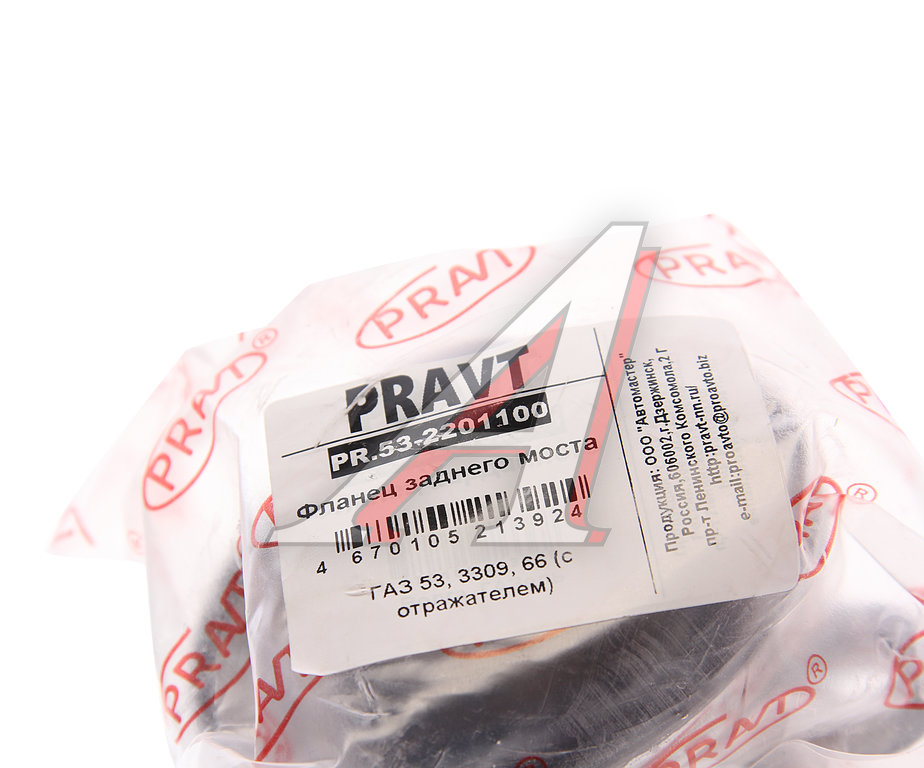 PRAVT
PR.53-2201100
Фланец заднего моста
4 670105 213924
ГАЗ 53, 3309, 66 (с
отражателем)
Продукция: ООО "Автомастер"
Россия,606002,г.Дзержинск,
пр-т Ленинского Комсомола,2 Г
http:pravt-nn.ru/
e-mail:proavto@proavto.biz
PRAVT
PRAVT®
PRAVT®